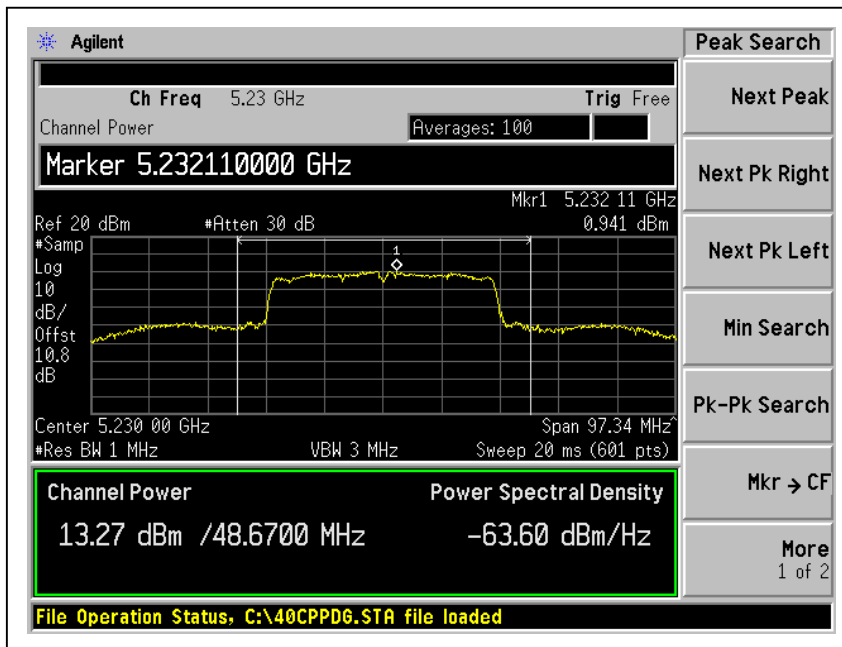 Agilent
Peak Search
Ch Freq 5.23 GHz Trig Free
Channel Power Averages: 100
Marker 5.232110000 GHz
Mkr1 5.232 11 GHz
Ref 20 dBm #Atten 30 dB 0.941 dBm
#Samp
Log
10
dB/
Offst
10.8
dB
1
Center 5.230 00 GHz Span 97.34 MHz^
#Res BW 1 MHz VBW 3 MHz Sweep 20 ms (601 pts)
Channel Power Power Spectral Density
13.27 dBm /48.6700 MHz -63.60 dBm/Hz
File Operation Status, C:\40CPPDG.STA file loaded
Next Peak
Next Pk Right
Next Pk Left
Min Search
Pk-Pk Search
Mkr → CF
More
1 of 2